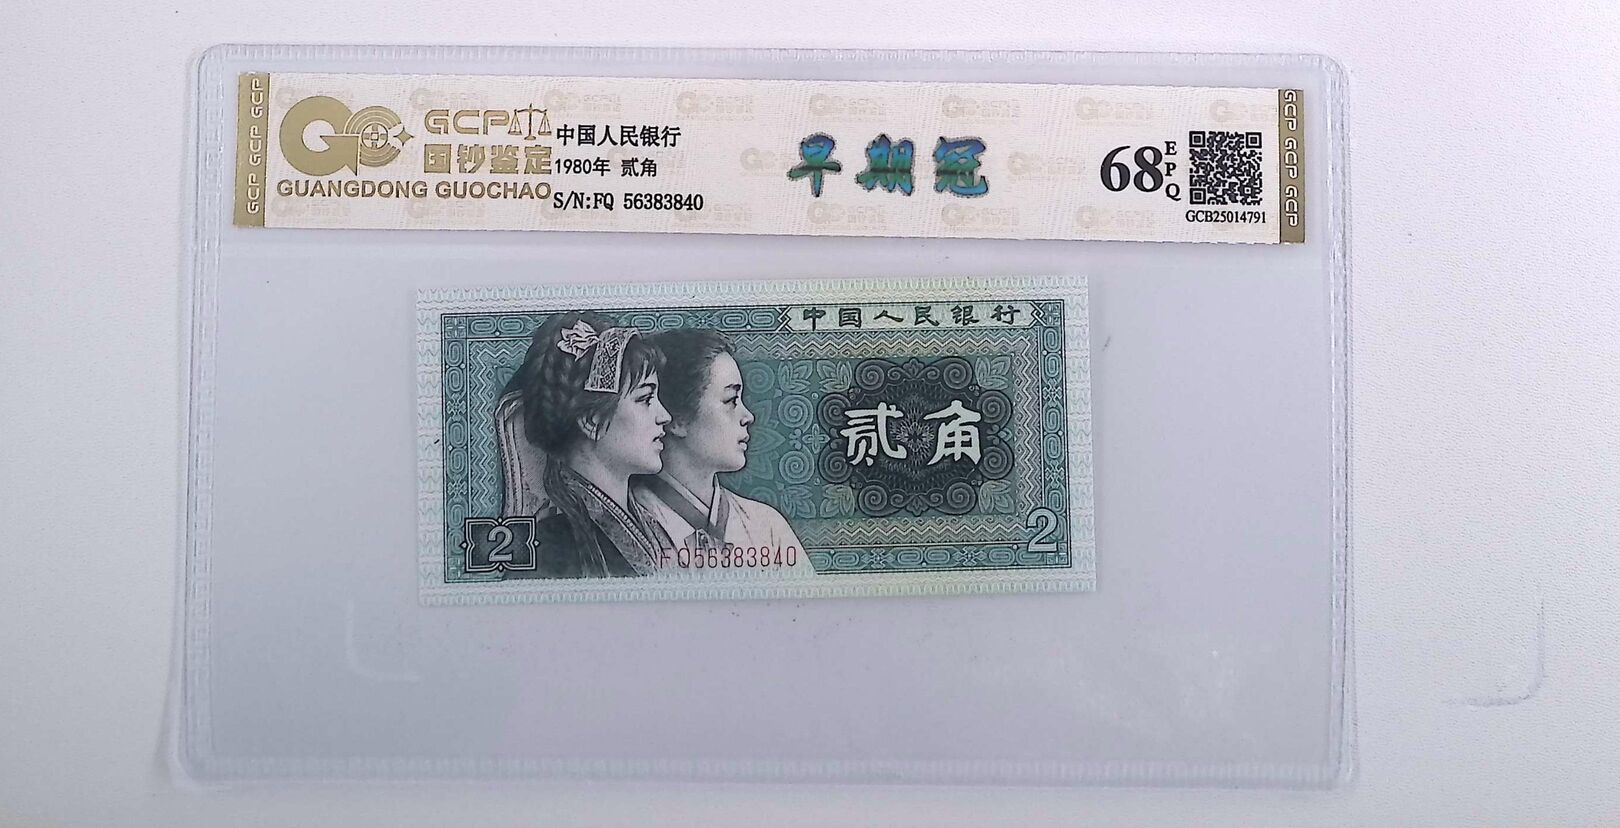 GCP GCP GCP
GCP
国钞鉴定
GUANGDONG GUOCHAO
中国人民银行
1980年 贰角
S/N:FQ 56383840
早期冠
68
EPQ
GCB25014791
GCP GCP GCP
中国人民银行
贰角
2
2
FQ56383840